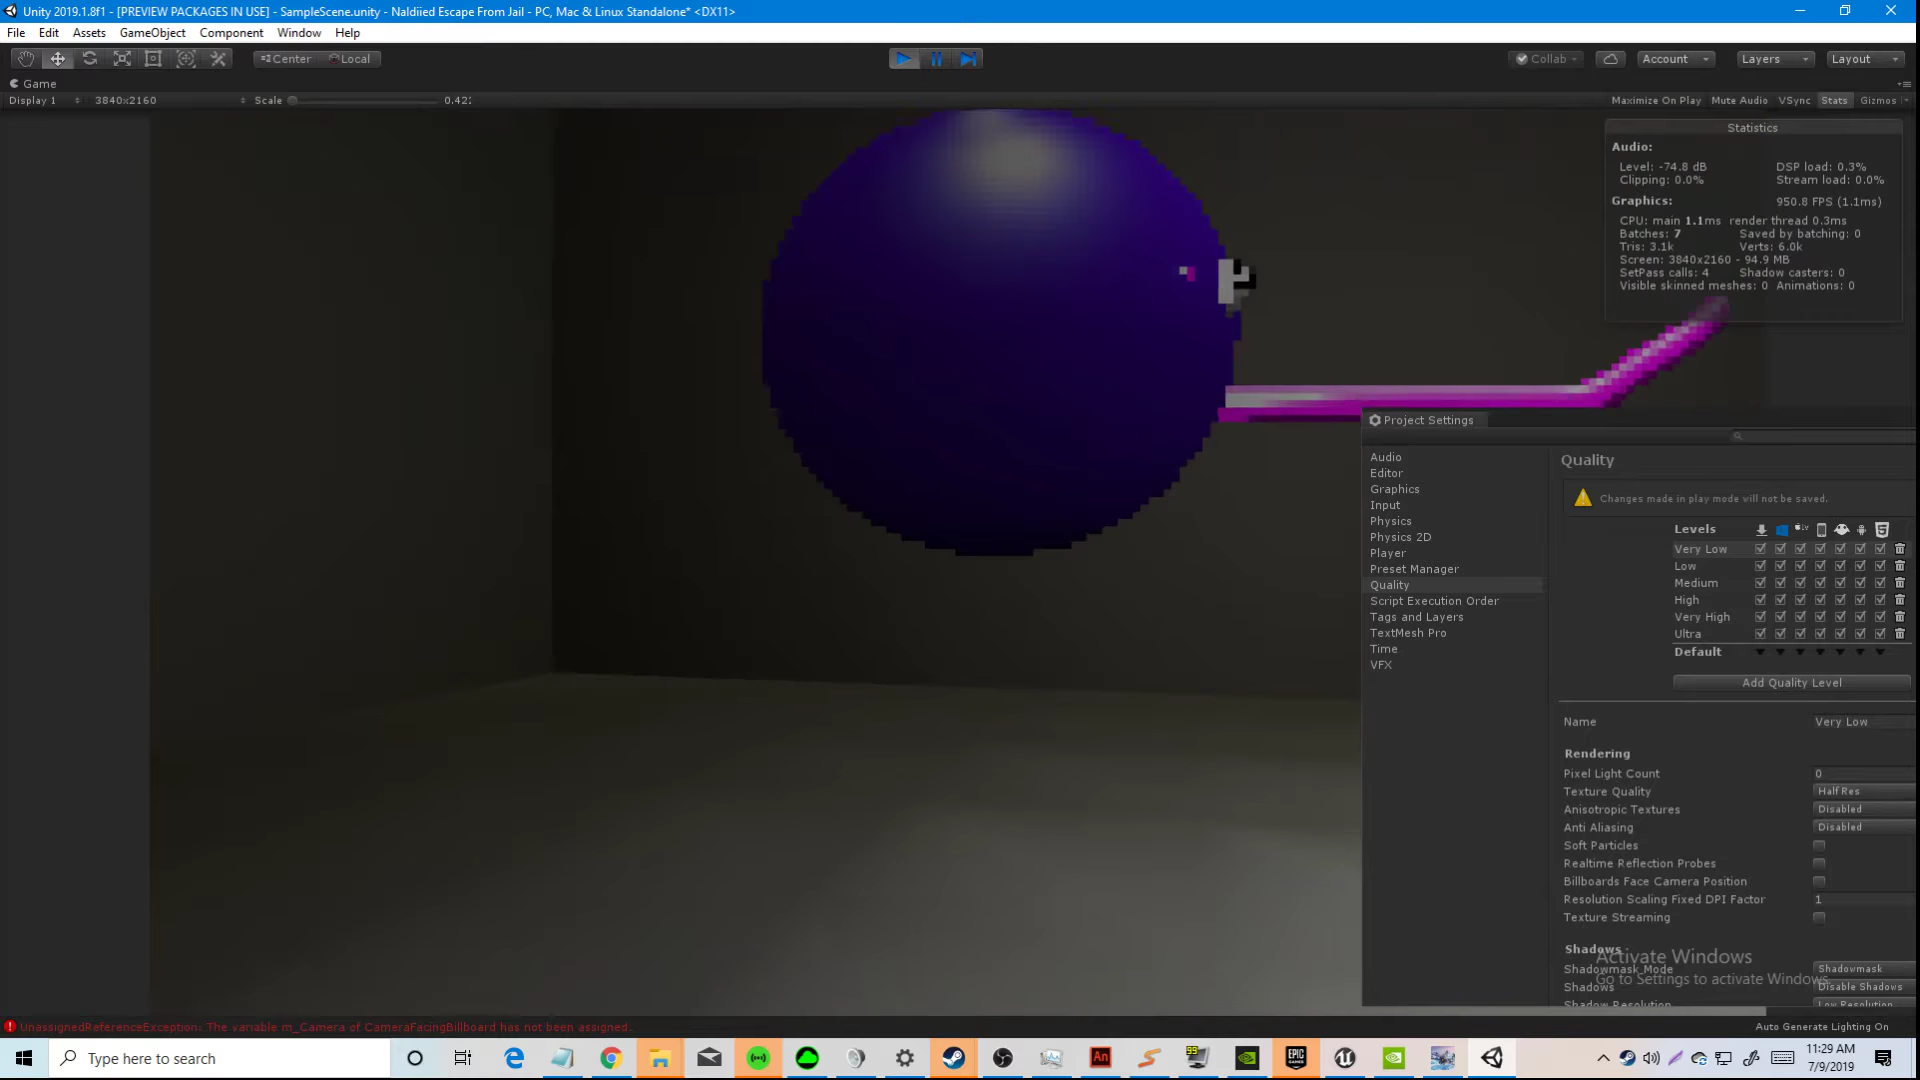 Unity 2019.1.8f1 - [PREVIEW PACKAGES IN USE] - SampleScene.unity - Naldiied Escape From Jail - PC, Mac & Linux Standalone* <DX11>
File Edit Assets GameObject Component Window Help
Center Local Collab Account Layers Layout
Game
Display 1 3840x2160 Scale 0.42 Maximize On Play Mute Audio VSync Stats Gizmos
Statistics
Audio:
Level: -74.8 dB DSP load: 0.3%
Clipping: 0.0% Stream load: 0.0%
Graphics: 950.8 FPS (1.1ms)
CPU: main 1.1ms render thread 0.3ms
Batches: 7 Saved by batching: 0
Tris: 3.1k Verts: 6.0k
Screen: 3840x2160 - 94.9 MB
SetPass calls: 4 Shadow casters: 0
Visible skinned meshes: 0 Animations: 0
Project Settings
Audio
Editor
Graphics
Input
Physics
Physics 2D
Player
Preset Manager
Quality
Script Execution Order
Tags and Layers
TextMesh Pro
Time
VFX
Quality
Changes made in play mode will not be saved.
Levels
Very Low
Low
Medium
High
Very High
Ultra
Default
Add Quality Level
Name Very Low
Rendering
Pixel Light Count 0
Texture Quality Half Res
Anisotropic Textures Disabled
Anti Aliasing Disabled
Soft Particles
Realtime Reflection Probes
Billboards Face Camera Position
Resolution Scaling Fixed DPI Factor 1
Texture Streaming
Shadows
Activate Windows
Shadowmask Mode Shadowmask
Go to Settings to activate Windows.
Shadows Disable Shadows
Shadow Resolution Low Resolution
UnassignedReferenceException: The variable m_Camera of CameraFacingBillboard has not been assigned.
Auto Generate Lighting On
Type here to search
An
11:29 AM
7/9/2019